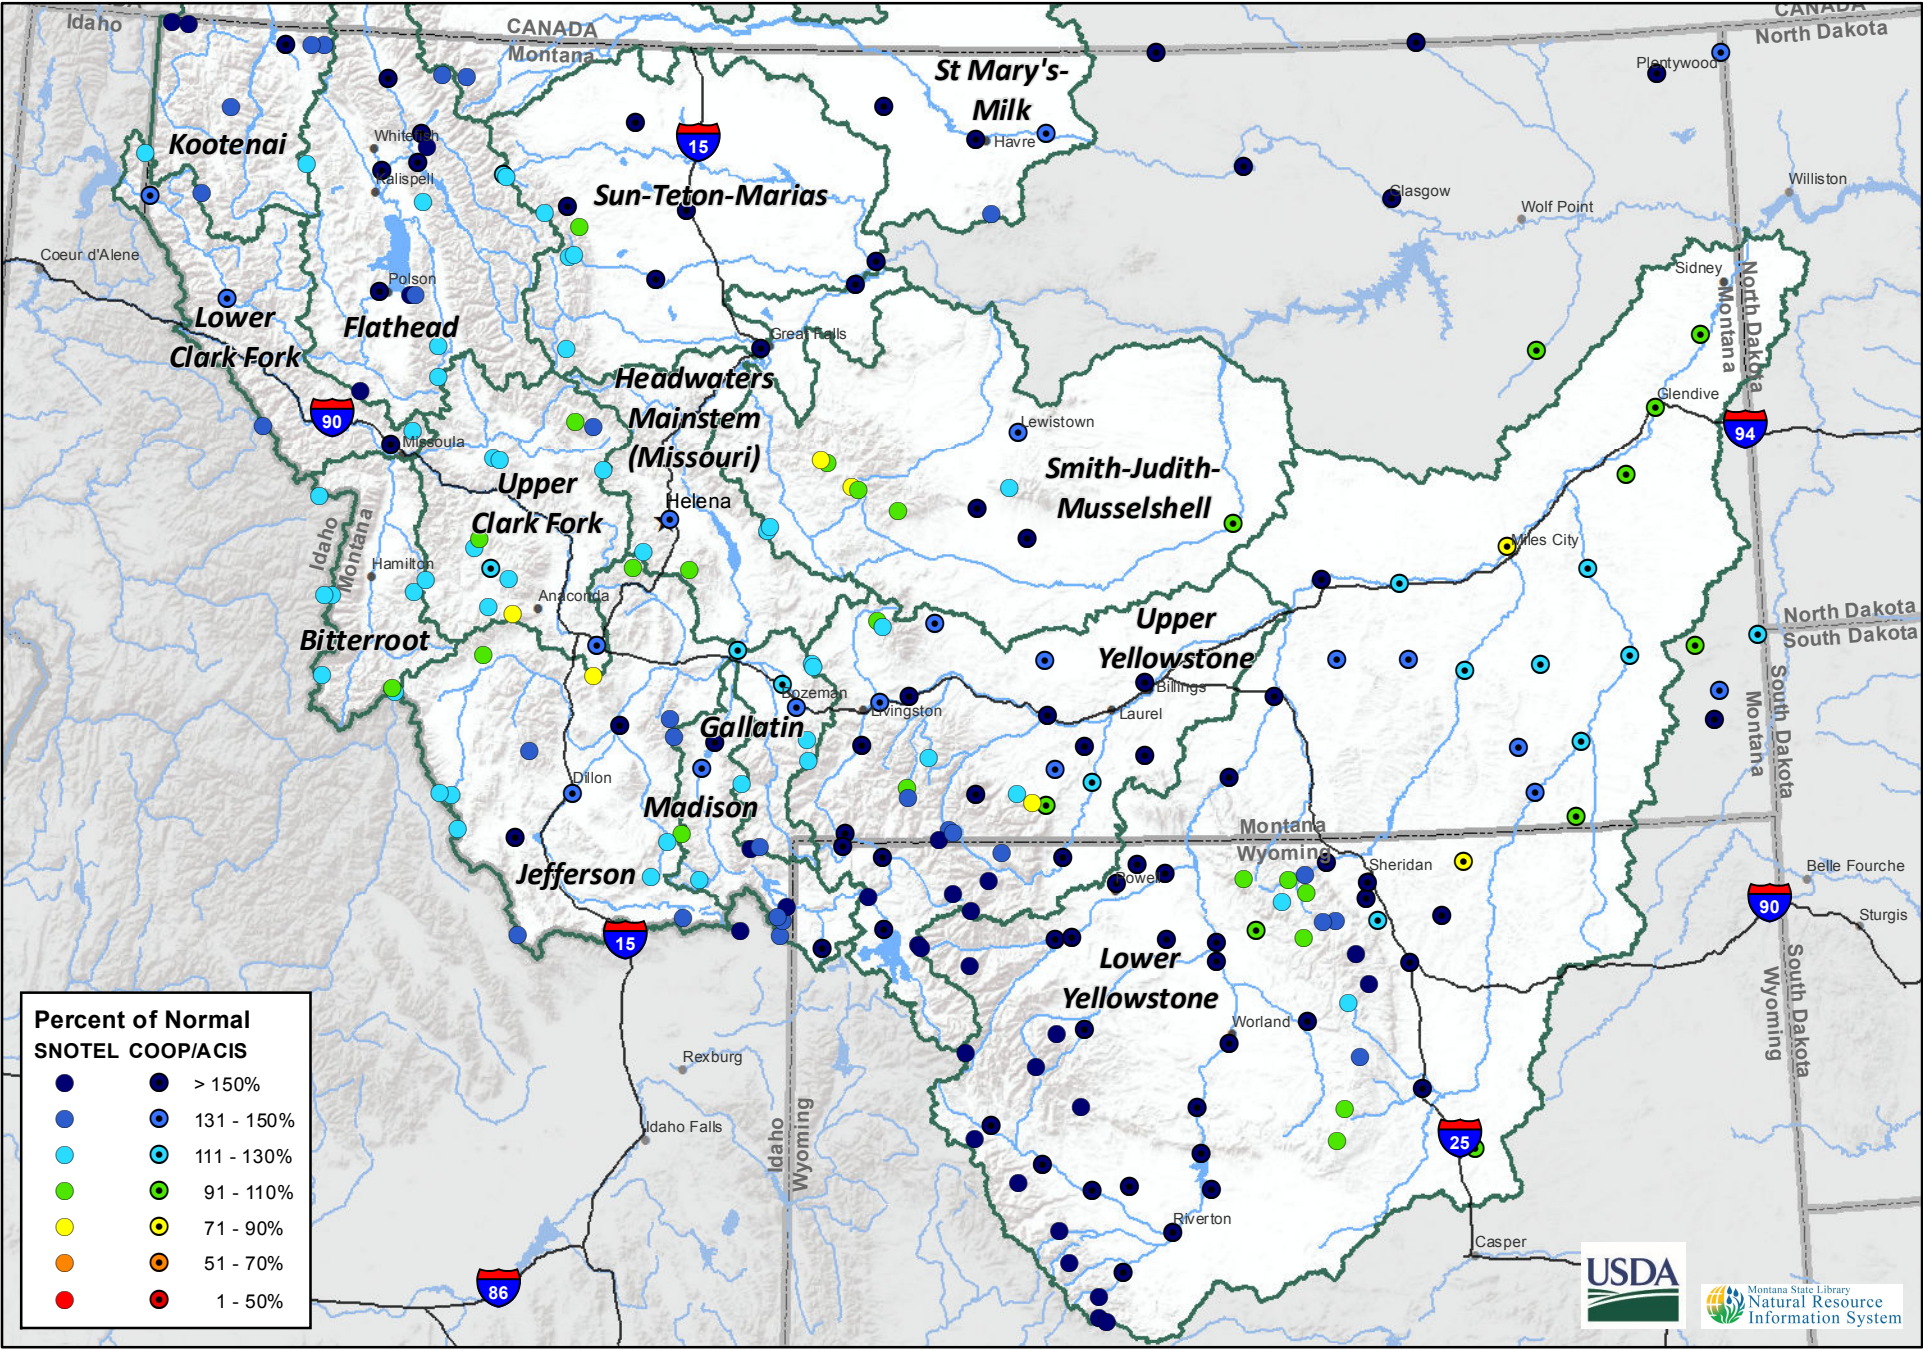 Idaho
CANADA
Montana
CANADA
North Dakota
St Mary's-
Milk
Plentywood
Kootenai
Whitefish
Kalispell
15
Havre
Sun-Teton-Marias
Glasgow
Wolf Point
Williston
Coeur d'Alene
Polson
Sidney
Montana
North Dakota
Lower
Clark Fork
Flathead
Great Falls
Headwaters
Mainstem
(Missouri)
90
Missoula
Lewistown
Glendive
94
Smith-Judith-
Musselshell
Upper
Clark Fork
Helena
Idaho
Montana
Hamilton
Anaconda
Miles City
Bitterroot
Upper
Yellowstone
North Dakota
South Dakota
Billings
Bozeman
Livingston
Laurel
Gallatin
Montana
South Dakota
Dillon
Madison
Montana
Wyoming
Jefferson
Powell
Sheridan
Belle Fourche
90
Sturgis
15
Lower
Yellowstone
Wyoming
South Dakota
Worland
Rexburg
Idaho Falls
Idaho
Wyoming
25
Riverton
Casper
86
Percent of Normal
SNOTEL COOP/ACIS
> 150%
131 - 150%
111 - 130%
91 - 110%
71 - 90%
51 - 70%
1 - 50%
USDA
Montana State Library
Natural Resource
Information System